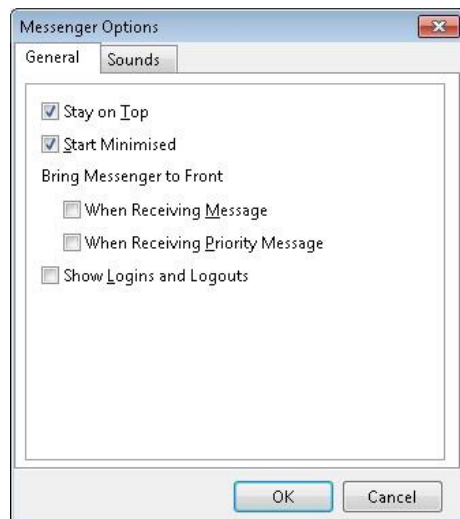 Messenger Options
General Sounds
Stay on Top
Start Minimised
Bring Messenger to Front
When Receiving Message
When Receiving Priority Message
Show Logins and Logouts
OK Cancel